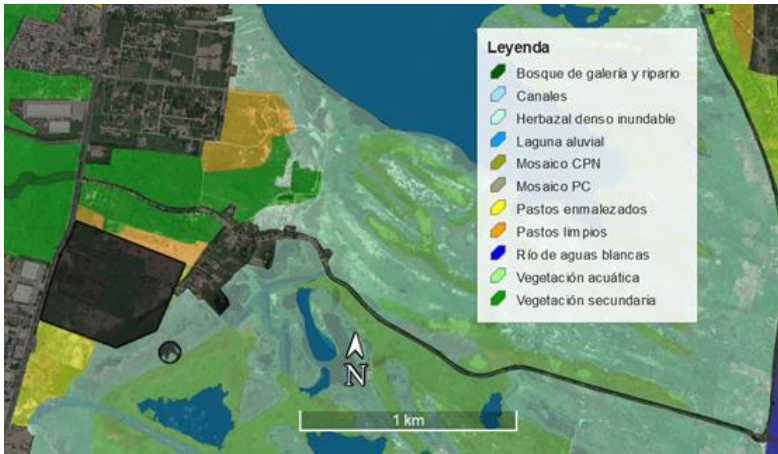 Leyenda
Bosque de galería y ripario
Canales
Herbazal denso inundable
Laguna aluvial
Mosaico CPN
Mosaico PC
Pastos enmalezados
Pastos limpios
Río de aguas blancas
Vegetación acuática
Vegetación secundaria
N
1 km